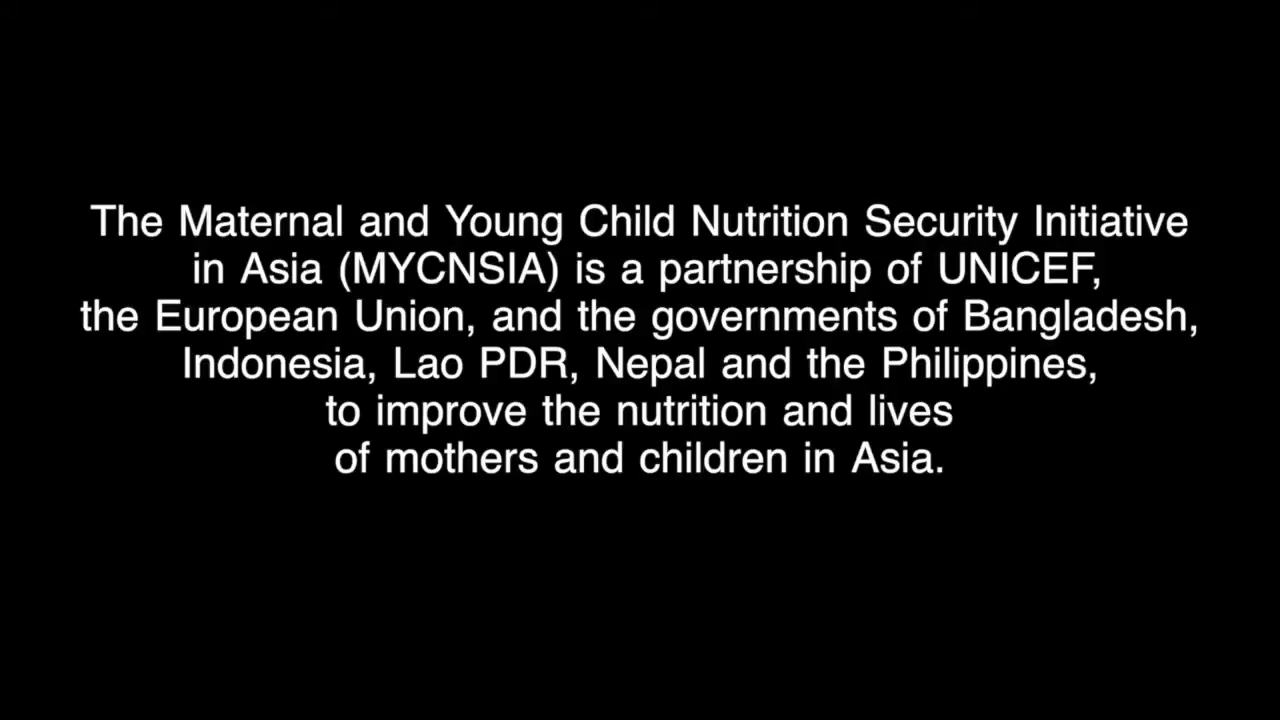 The Maternal and Young Child Nutrition Security Initiative
in Asia (MYCNSIA) is a partnership of UNICEF,
the European Union, and the governments of Bangladesh,
Indonesia, Lao PDR, Nepal and the Philippines,
to improve the nutrition and lives
of mothers and children in Asia.